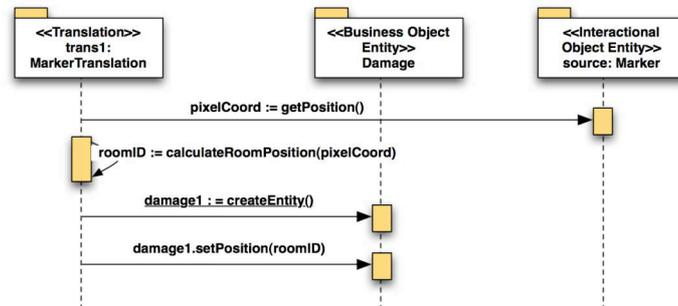 <<Translation>>
trans1:
MarkerTranslation
<<Business Object
Entity>>
Damage
<<Interactional
Object Entity>>
source: Marker
pixelCoord := getPosition()
roomID := calculateRoomPosition(pixelCoord)
damage1 : = createEntity()
damage1.setPosition(roomID)